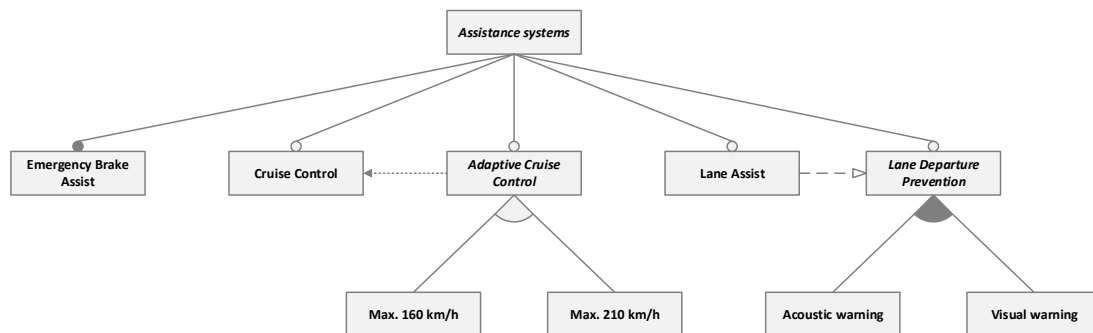 Assistance systems
Emergency Brake
Assist
Cruise Control
Adaptive Cruise
Control
Lane Assist
Lane Departure
Prevention
Max. 160 km/h
Max. 210 km/h
Acoustic warning
Visual warning